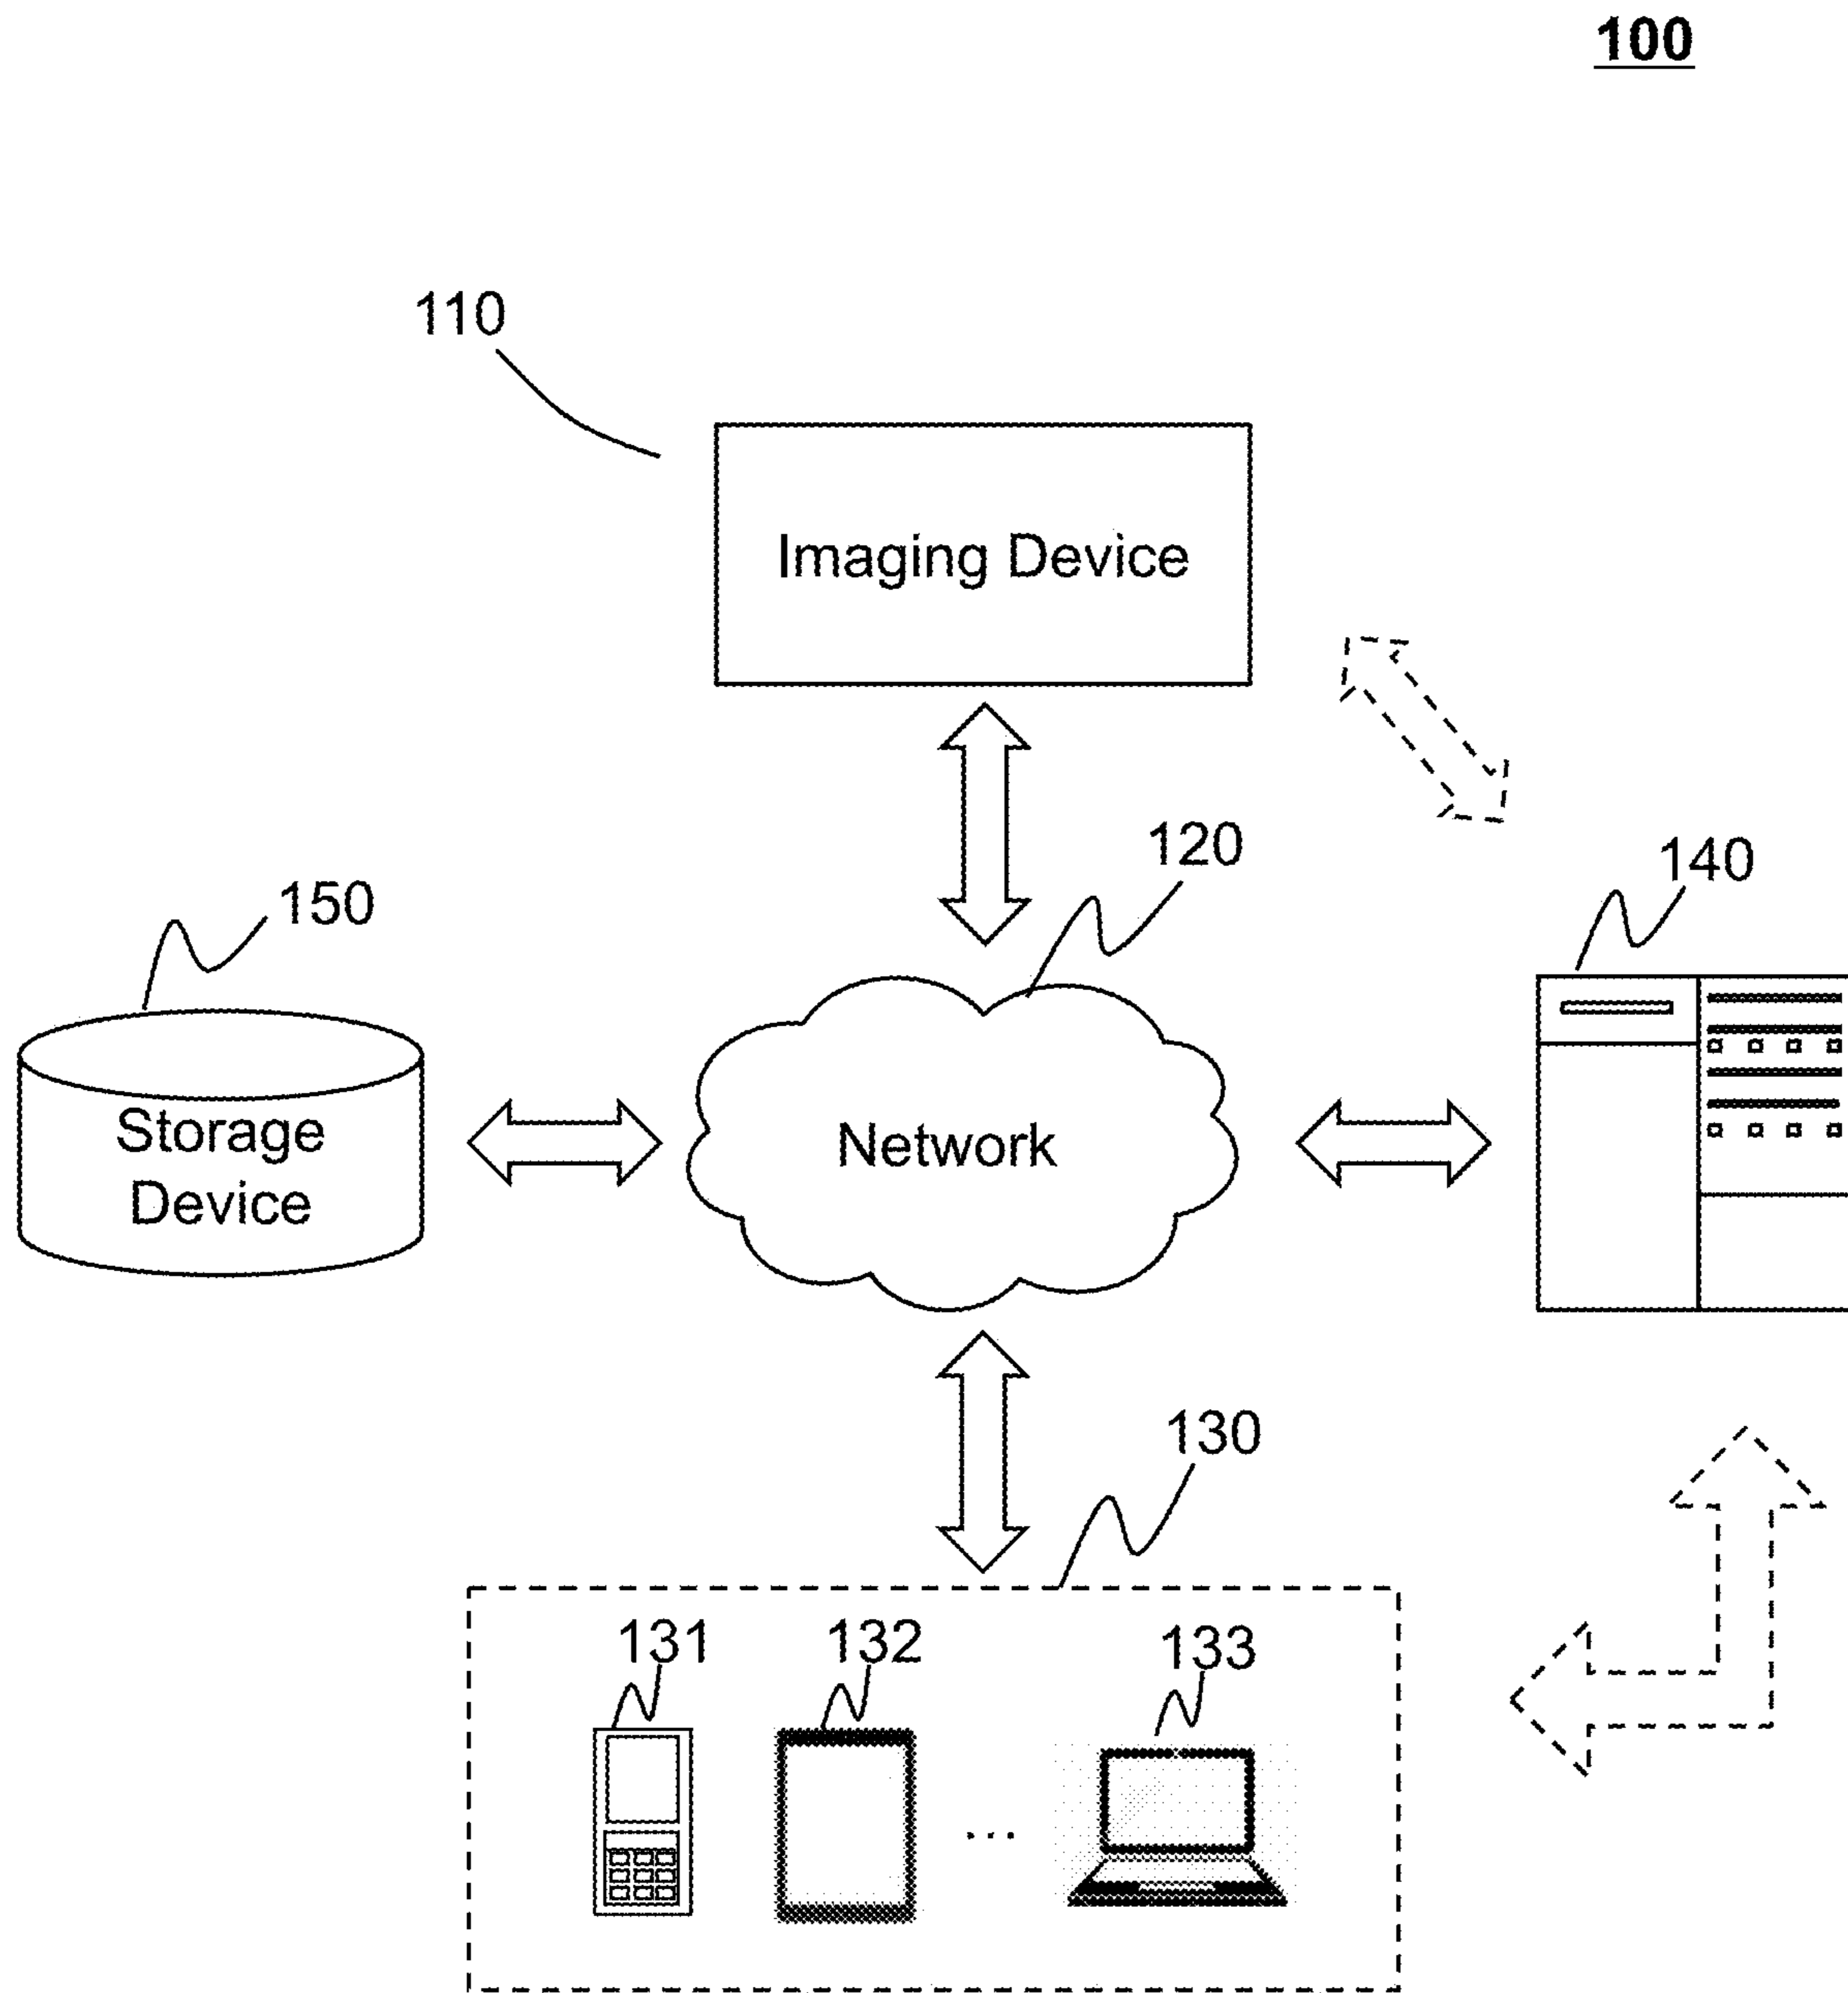 100
110
Imaging Device
120
140
150
Storage
Device
Network
130
131
132
133
...